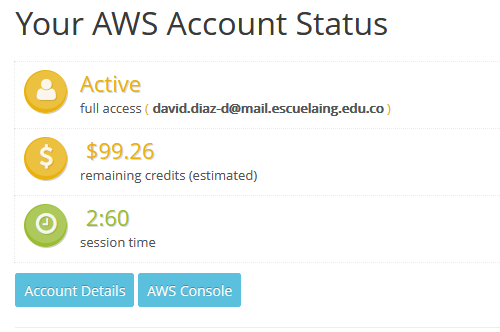 Your AWS Account Status
Active
full access ( david.diaz-d@mail.escuelaing.edu.co )
$99.26
remaining credits (estimated)
2:60
session time
Account Details AWS Console